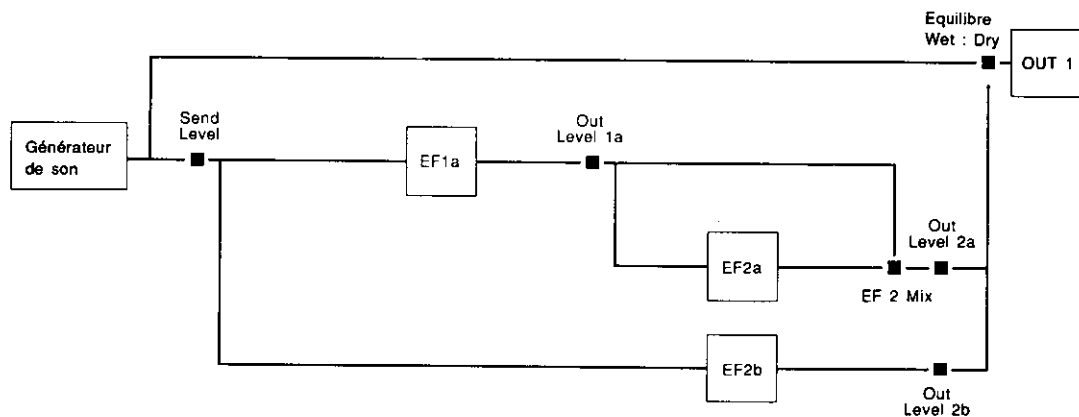 Equilibre
Wet : Dry
OUT 1
Send
Level
Out
Level 1a
Générateur
de son
EF1a
Out
Level 2a
EF2a
EF 2 Mix
EF2b
Out
Level 2b